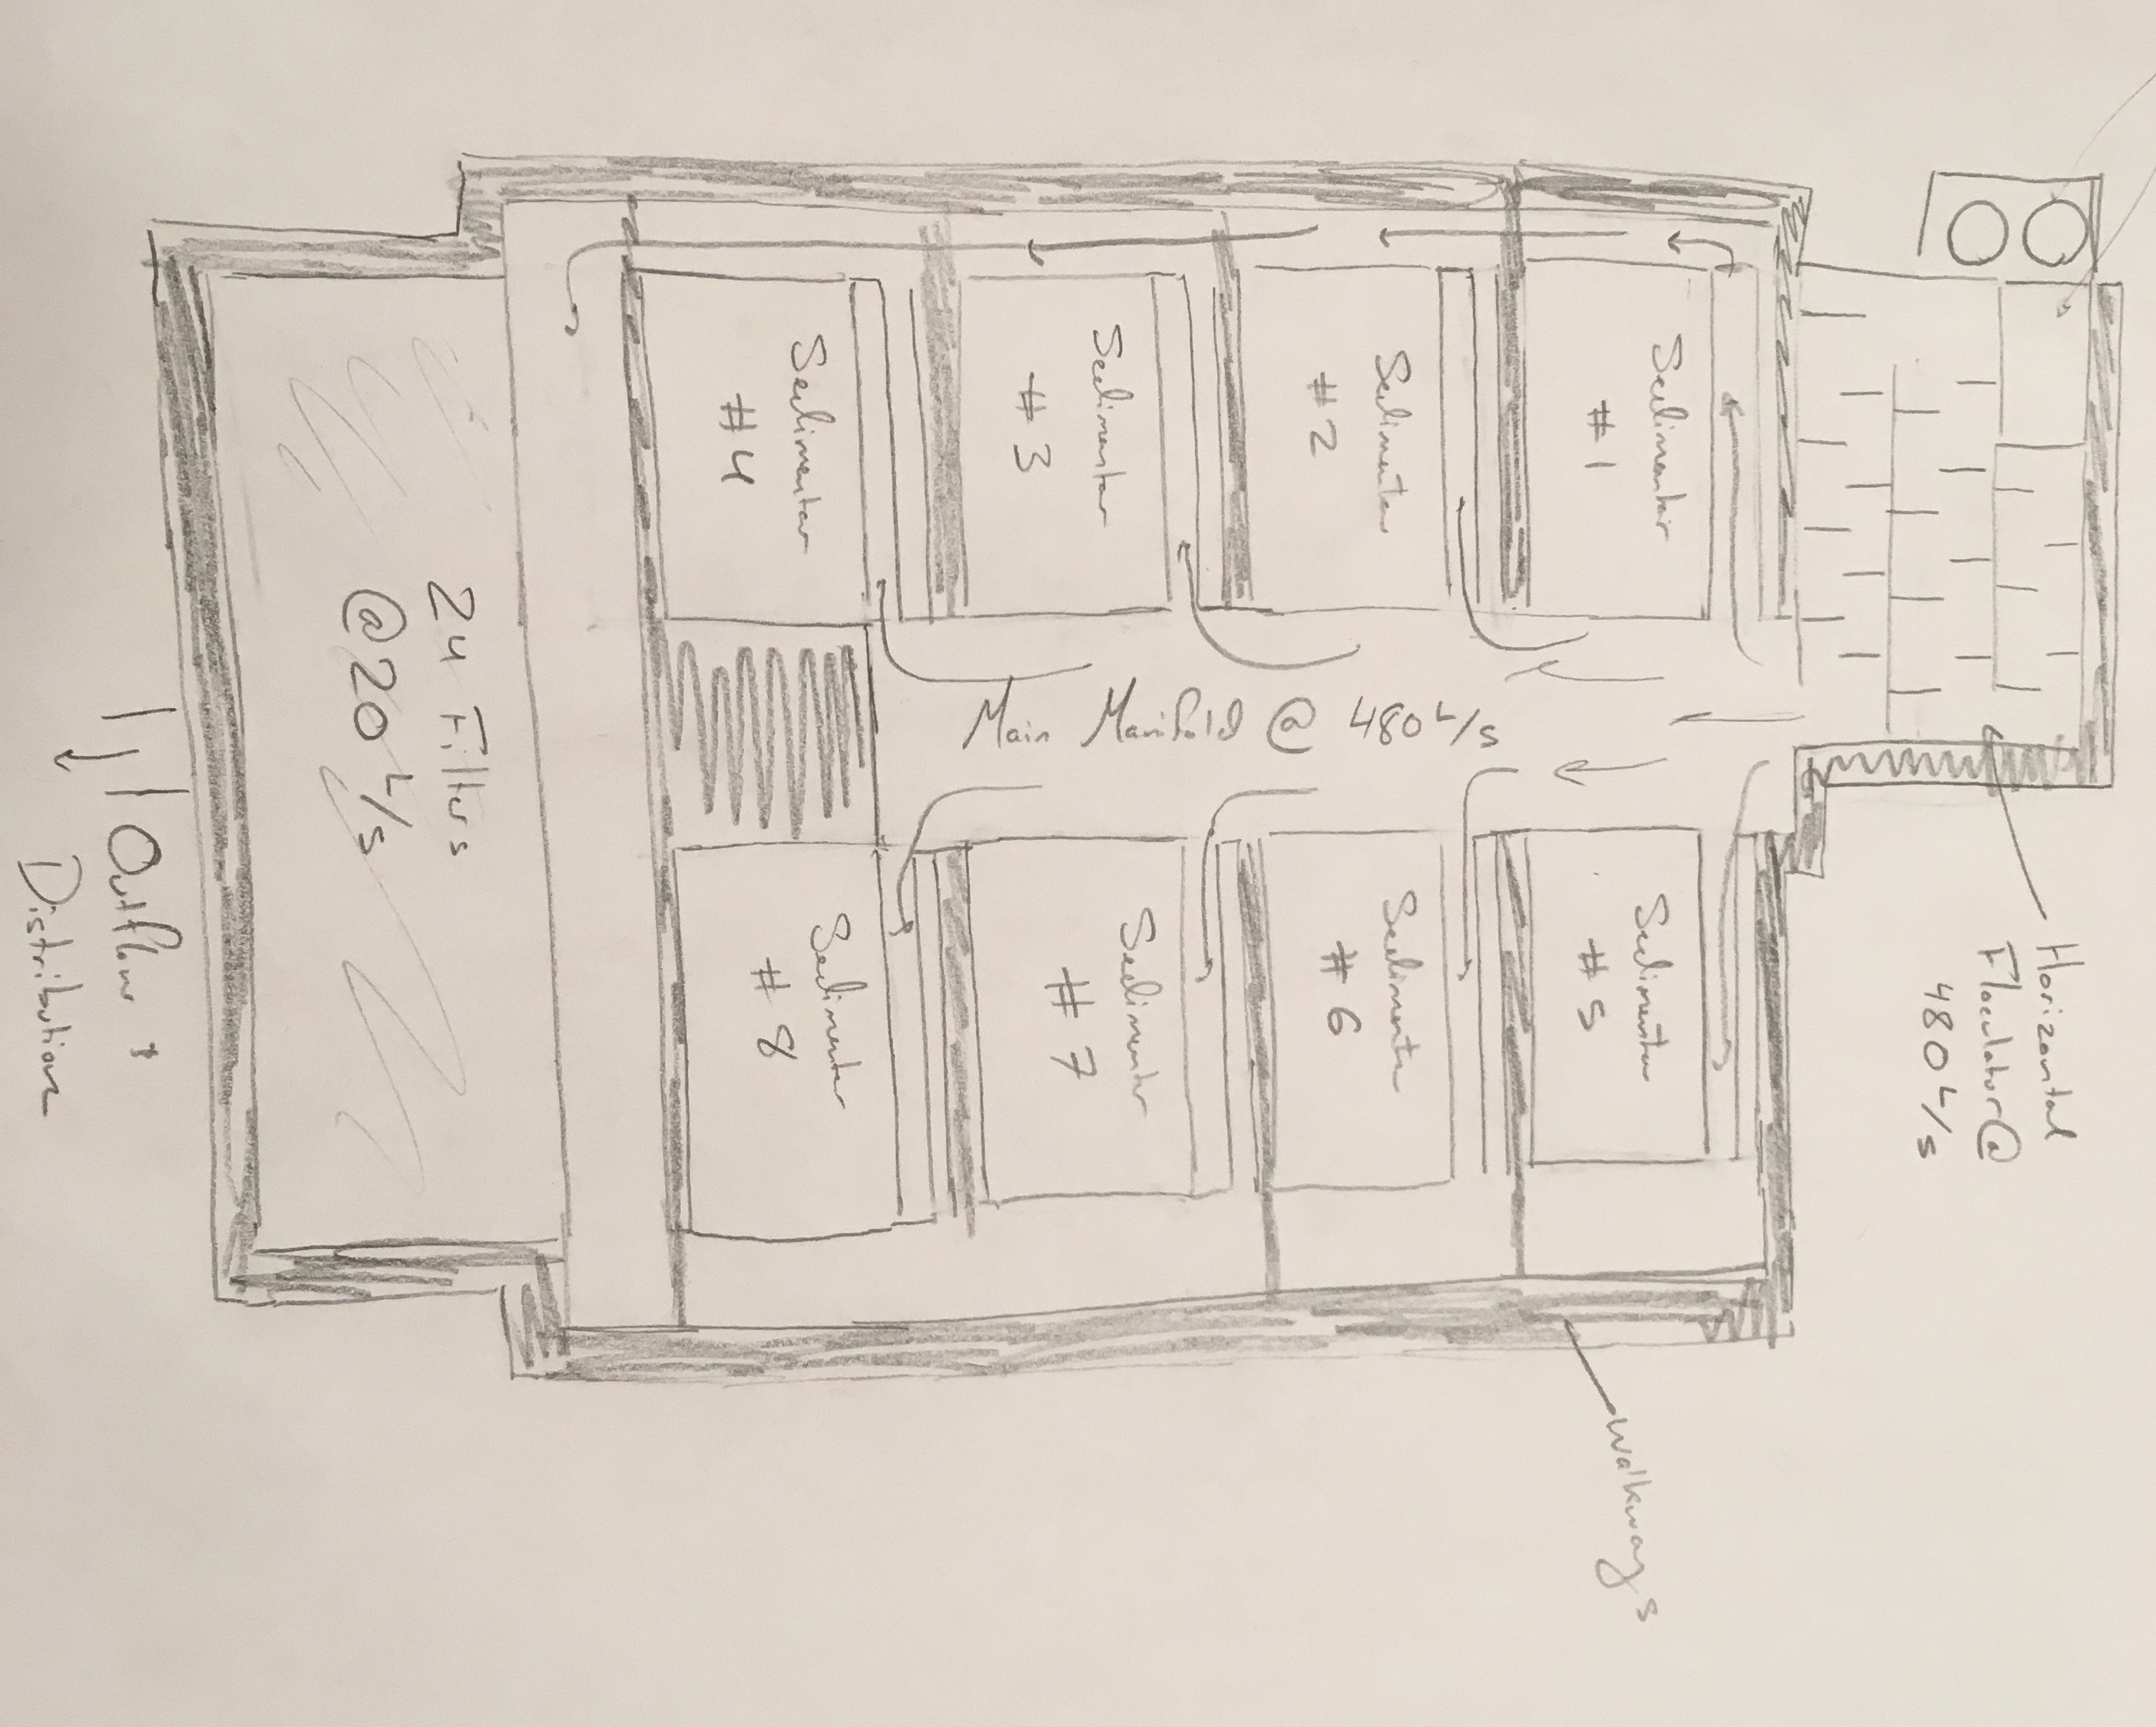 Horizontal
Floculator @
480 L/s
Sedimentor
#1
Sedimentor
#5
Walkways
Sedimentor
#2
Sedimentor
#6
Main Manifold @ 480 L/s
Sedimentor
#3
Sedimentor
#7
Sedimentor
#4
Sedimentor
#8
24 Filters
@20 L/s
Outflow &
Distribution